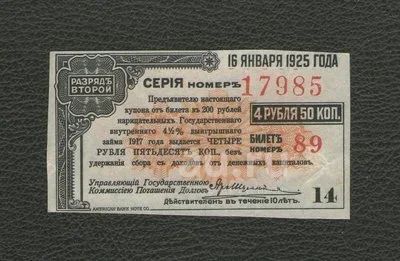 16 ЯНВАРЯ 1925 ГОДА
РАЗРЯДЪ
ВТОРОЙ
СЕРІЯ НОМЕРЪ 17985
Предъявителю настоящаго
купона отъ билета въ 200 рублей
нарицательныхъ Государственнаго
внутренняго 4½% выигрышнаго
займа 1917 года выдается ЧЕТЫРЕ
РУБЛЯ ПЯТЬДЕСЯТЪ КОП., безъ
удержанія сбора съ доходовъ отъ денежныхъ капиталовъ.
4 РУБЛЯ 50 КОП.
БИЛЕТЪ
НОМЕРЪ 89
Управляющій Государственною
Коммиссіею Погашенія Долговъ
14
Дѣйствителенъ въ теченіе 10 лѣтъ.
AMERICAN BANK NOTE CO.